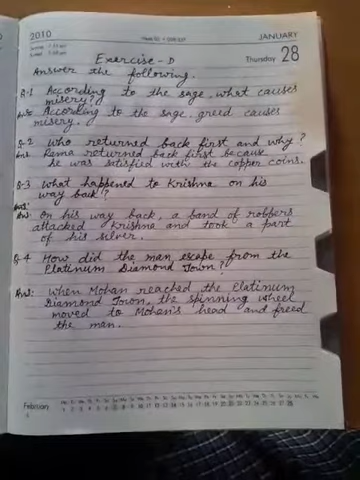 2010
JANUARY
Thursday 28
Exercise - D
Answer the following.
Q-1 According to the sage, what causes
misery?
Ans According to the sage, greed causes
misery.
Q-2 Who returned back first and why?
Ans Rama returned back first because
he was satisfied with the copper coins.
Q-3 What happened to Krishna on his
way back?
Ans:
Ans: On his way back, a band of robbers
attacked Krishna and took a part
of his silver.
Q-4 How did the man escape from the
Platinum Diamond Town?
Ans: When Mohan reached the Platinum
Diamond Town, the spinning wheel
moved to Mohan's head and freed
the man.
February